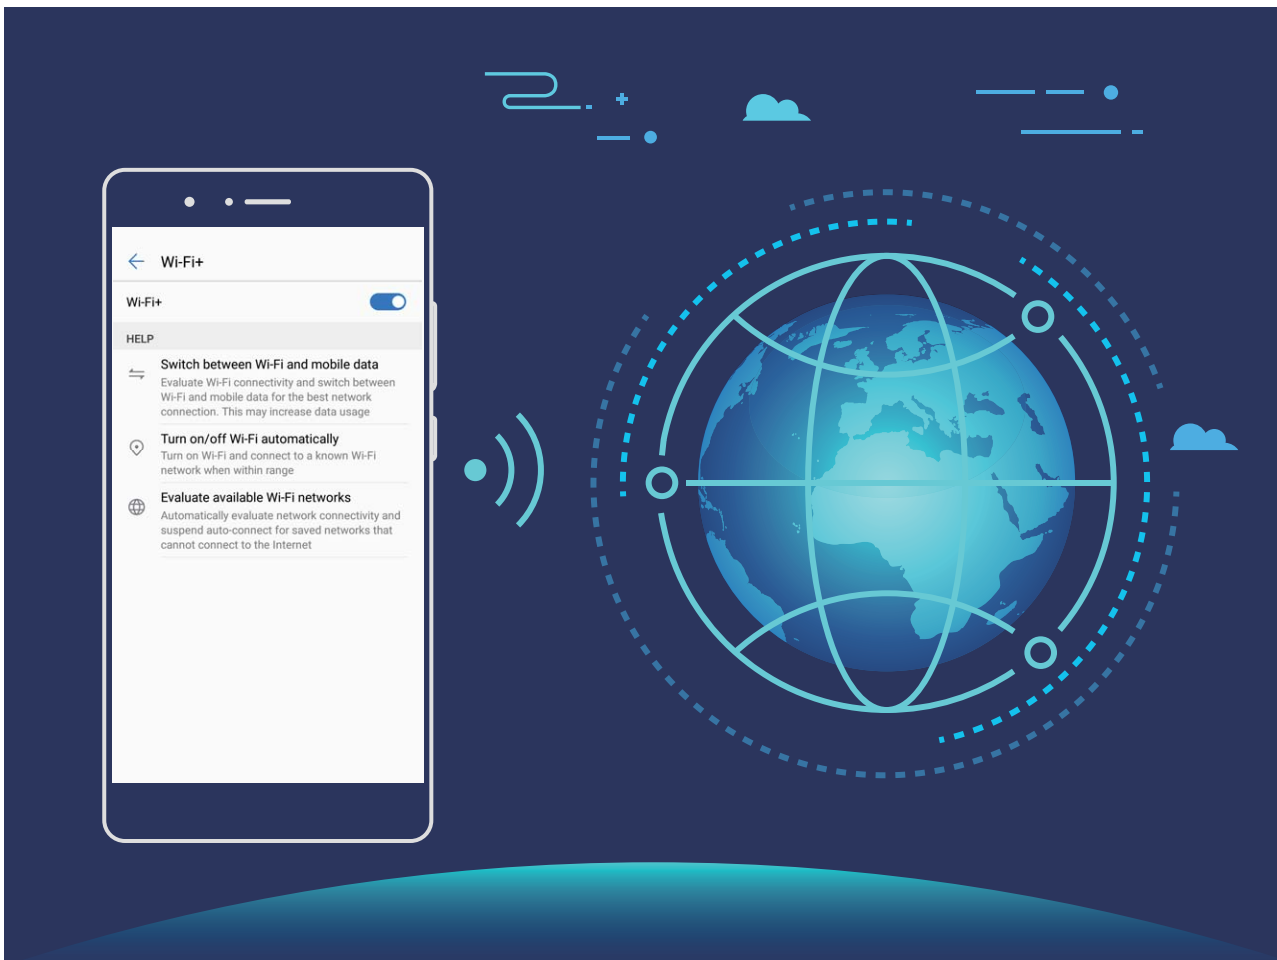 Wi-Fi+
Wi-Fi+
HELP
Switch between Wi-Fi and mobile data
Evaluate Wi-Fi connectivity and switch between
Wi-Fi and mobile data for the best network
connection. This may increase data usage
Turn on/off Wi-Fi automatically
Turn on Wi-Fi and connect to a known Wi-Fi
network when within range
Evaluate available Wi-Fi networks
Automatically evaluate network connectivity and
suspend auto-connect for saved networks that
cannot connect to the Internet